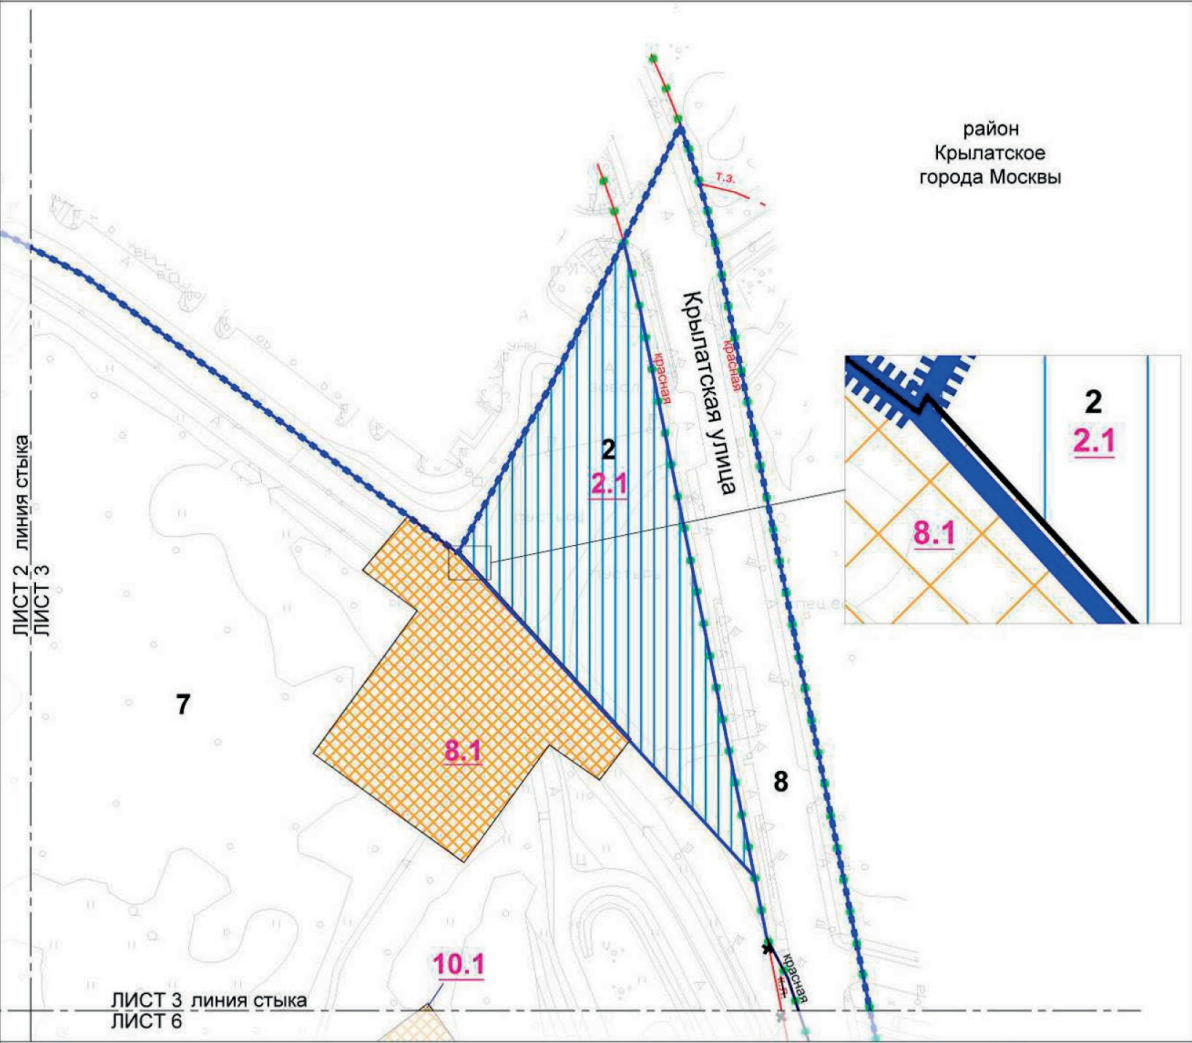 район
Крылатское
города Москвы
т.з.
Крылатская улица
красная
красная
2
2.1
2
2.1
8.1
ЛИСТ 2 линия стыка
ЛИСТ 3
7
8.1
8
10.1
красная
ЛИСТ 3 линия стыка
ЛИСТ 6